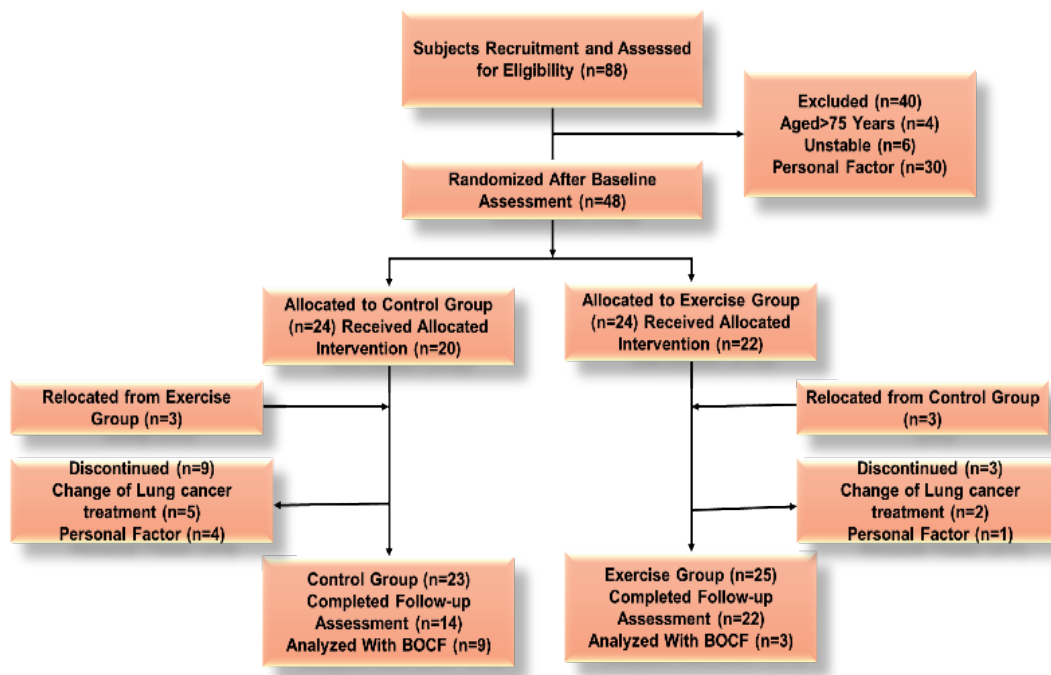 Subjects Recruitment and Assessed
for Eligibility (n=88)
Excluded (n=40)
Aged>75 Years (n=4)
Unstable (n=6)
Personal Factor (n=30)
Randomized After Baseline
Assessment (n=48)
Allocated to Control Group
(n=24) Received Allocated
Intervention (n=20)
Allocated to Exercise Group
(n=24) Received Allocated
Intervention (n=22)
Relocated from Exercise
Group (n=3)
Relocated from Control Group
(n=3)
Discontinued (n=9)
Change of Lung cancer
treatment (n=5)
Personal Factor (n=4)
Discontinued (n=3)
Change of Lung cancer
treatment (n=2)
Personal Factor (n=1)
Control Group (n=23)
Completed Follow-up
Assessment (n=14)
Analyzed With BOCF (n=9)
Exercise Group (n=25)
Completed Follow-up
Assessment (n=22)
Analyzed With BOCF (n=3)